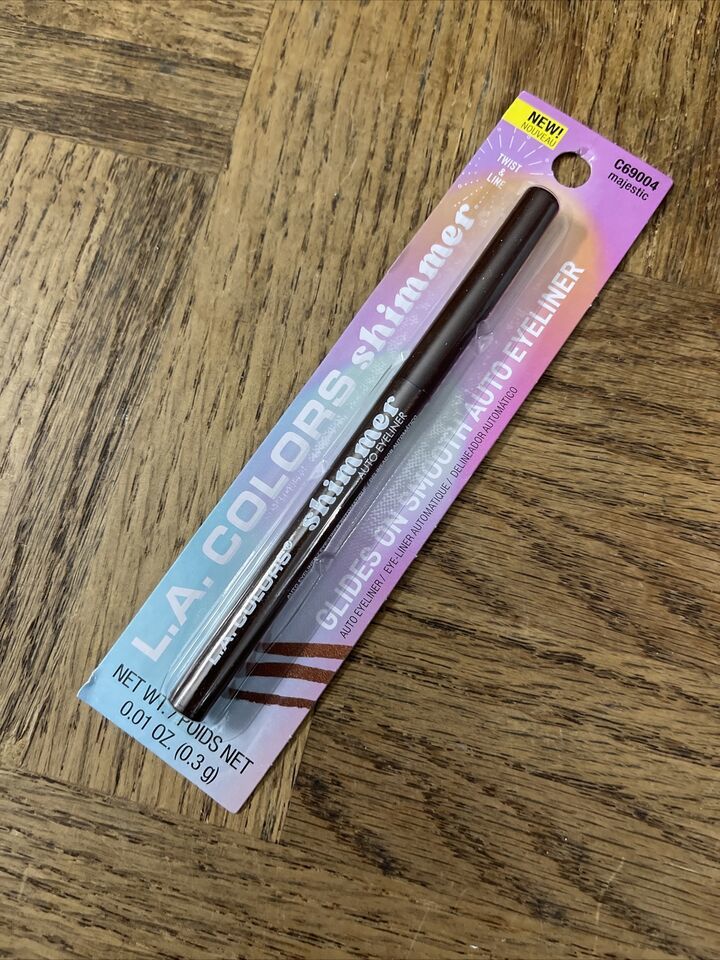 NEW!
NOUVEAU
C69004
majestic
TWIST
&
LINE
L.A. COLORS shimmer
L.A. COLORS® shimmer
AUTO EYELINER
GLIDES ON SMOOTH AUTO EYELINER
AUTO EYELINER / EYE-LINER AUTOMATIQUE / DELINEADOR AUTOMÁTICO
NET WT. / POIDS NET
0.01 OZ. (0.3 g)